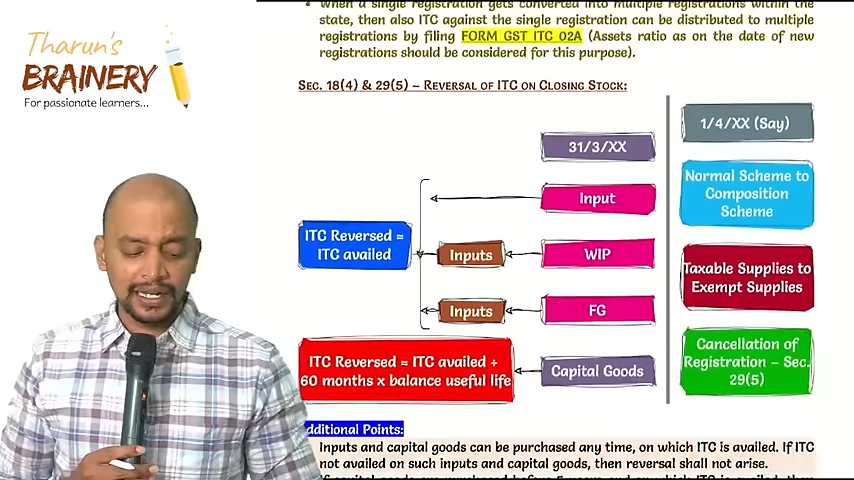 Tharun's
BRAINERY
For passionate learners...
When a single registration gets converted into multiple registrations within the
state, then also ITC against the single registration can be distributed to multiple
registrations by filing FORM GST ITC 02A (Assets ratio as on the date of new
registrations should be considered for this purpose).
SEC. 18(4) & 29(5) – REVERSAL OF ITC ON CLOSING STOCK:
31/3/XX
1/4/XX (Say)
Input
Normal Scheme to
Composition
Scheme
ITC Reversed =
ITC availed
Inputs
WIP
Taxable Supplies to
Exempt Supplies
Inputs
FG
ITC Reversed = ITC availed ÷
60 months x balance useful life
Capital Goods
Cancellation of
Registration – Sec.
29(5)
dditional Points:
Inputs and capital goods can be purchased any time, on which ITC is availed. If ITC
not availed on such inputs and capital goods, then reversal shall not arise.